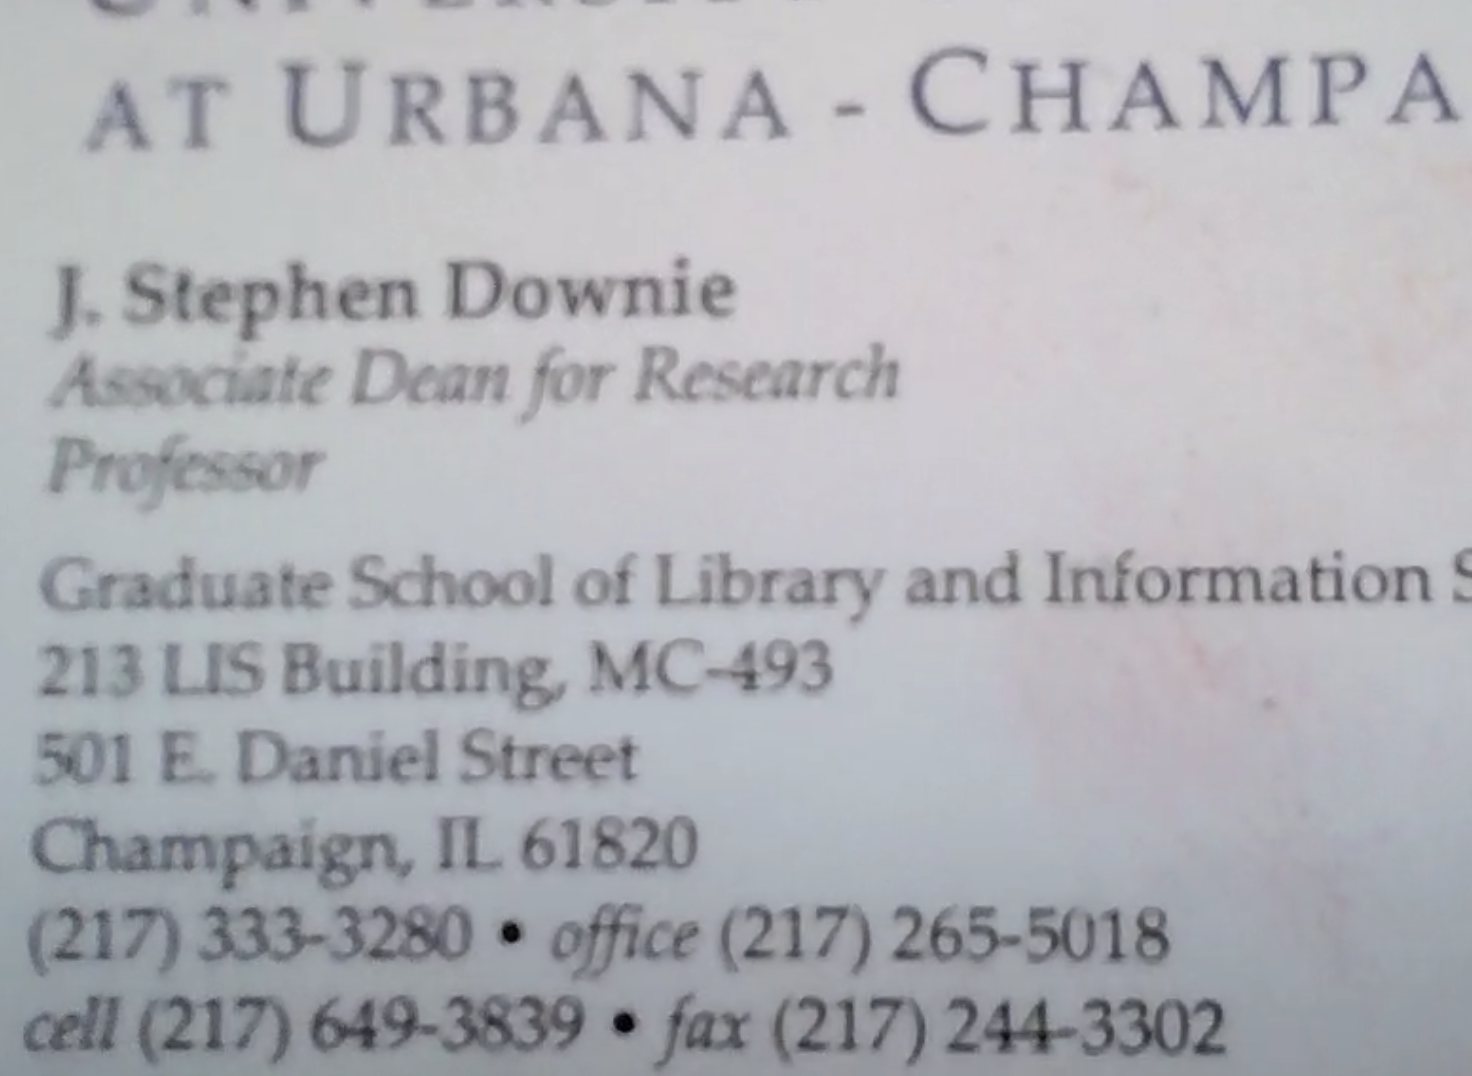 AT URBANA - CHAMPA
J. Stephen Downie
Associate Dean for Research
Professor
Graduate School of Library and Information S
213 LIS Building, MC-493
501 E. Daniel Street
Champaign, IL 61820
(217) 333-3280 • office (217) 265-5018
cell (217) 649-3839 • fax (217) 244-3302